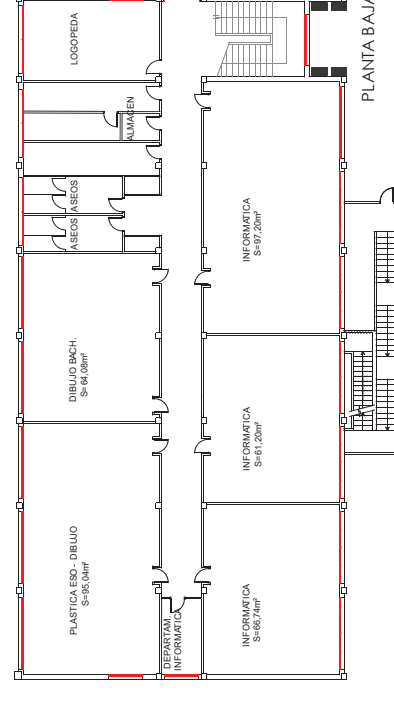 LOGOPEDA
PLANTA BAJA
ALMACEN
ASEOS
ASEOS
INFORMATICA
S=97,20m²
DIBUJO BACH.
S=64,08m²
INFORMATICA
S=61,20m²
PLASTICA ESO - DIBUJO
S=95,04m²
DEPARTAM.
INFORMATICA
INFORMATICA
S=66,74m²